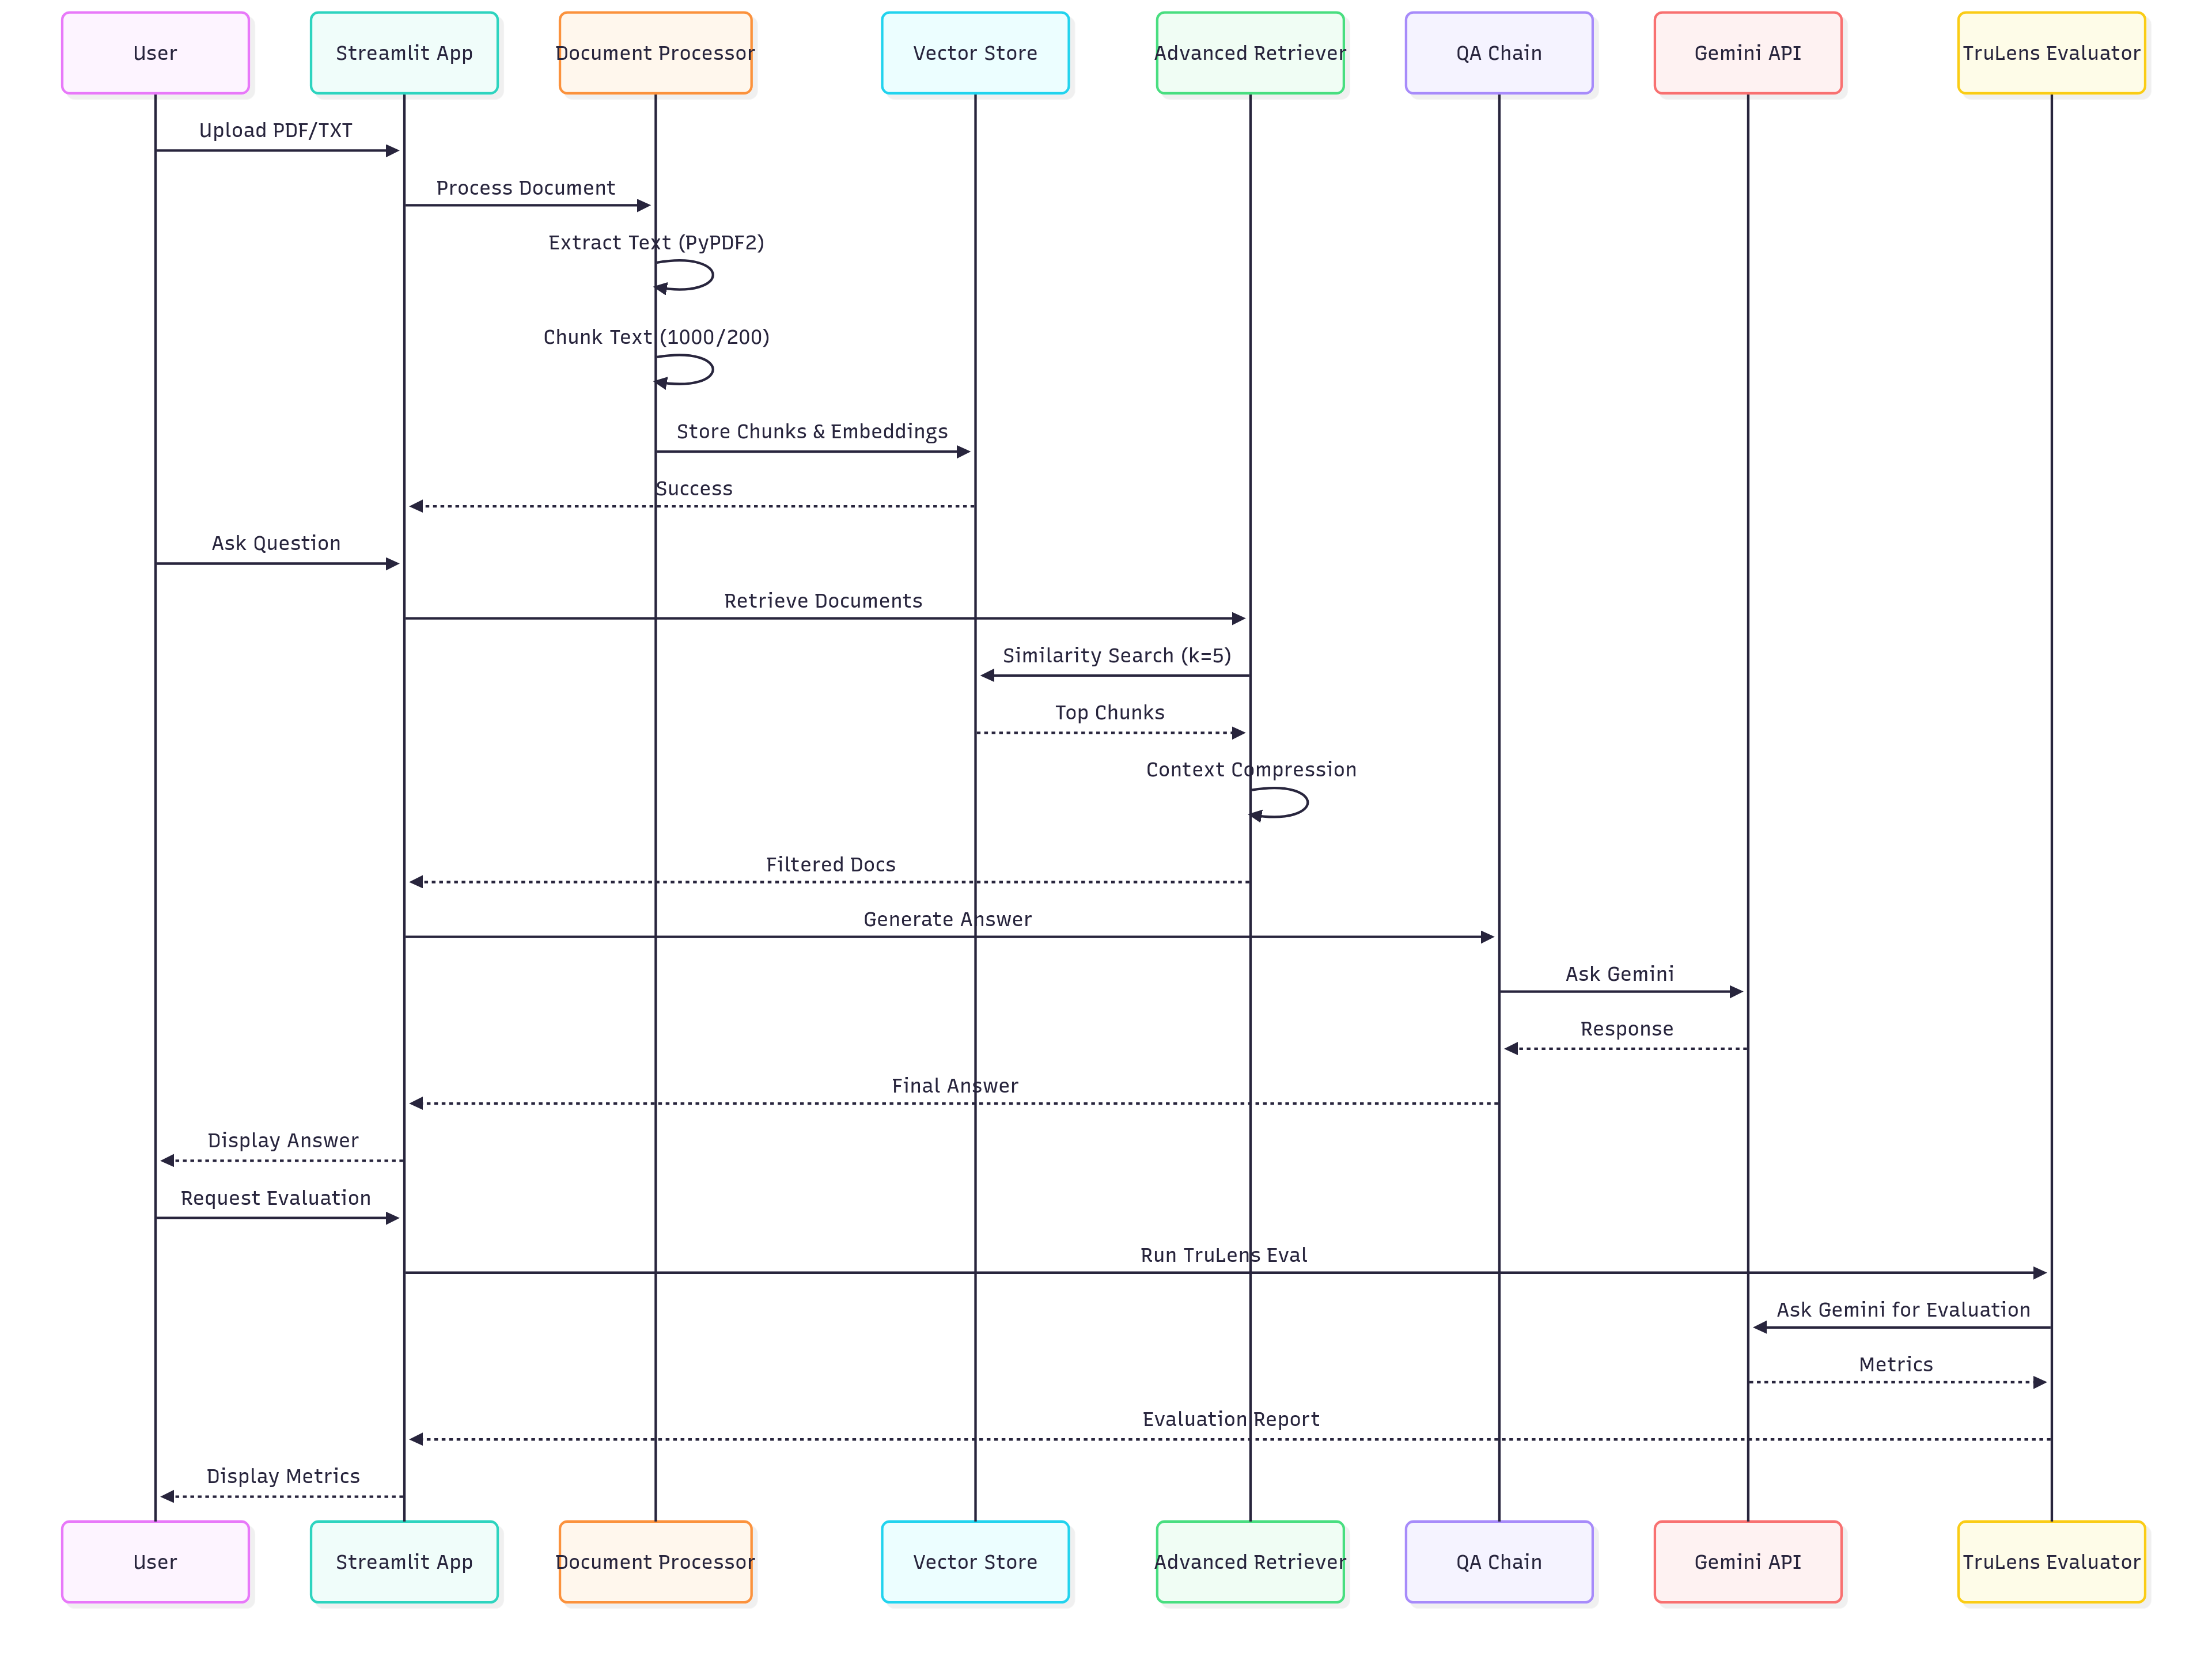 User
Streamlit App
Document Processor
Vector Store
Advanced Retriever
QA Chain
Gemini API
TruLens Evaluator
Upload PDF/TXT
Process Document
Extract Text (PyPDF2)
Chunk Text (1000/200)
Store Chunks & Embeddings
Success
Ask Question
Retrieve Documents
Similarity Search (k=5)
Top Chunks
Context Compression
Filtered Docs
Generate Answer
Ask Gemini
Response
Final Answer
Display Answer
Request Evaluation
Run TruLens Eval
Ask Gemini for Evaluation
Metrics
Evaluation Report
Display Metrics
User
Streamlit App
Document Processor
Vector Store
Advanced Retriever
QA Chain
Gemini API
TruLens Evaluator